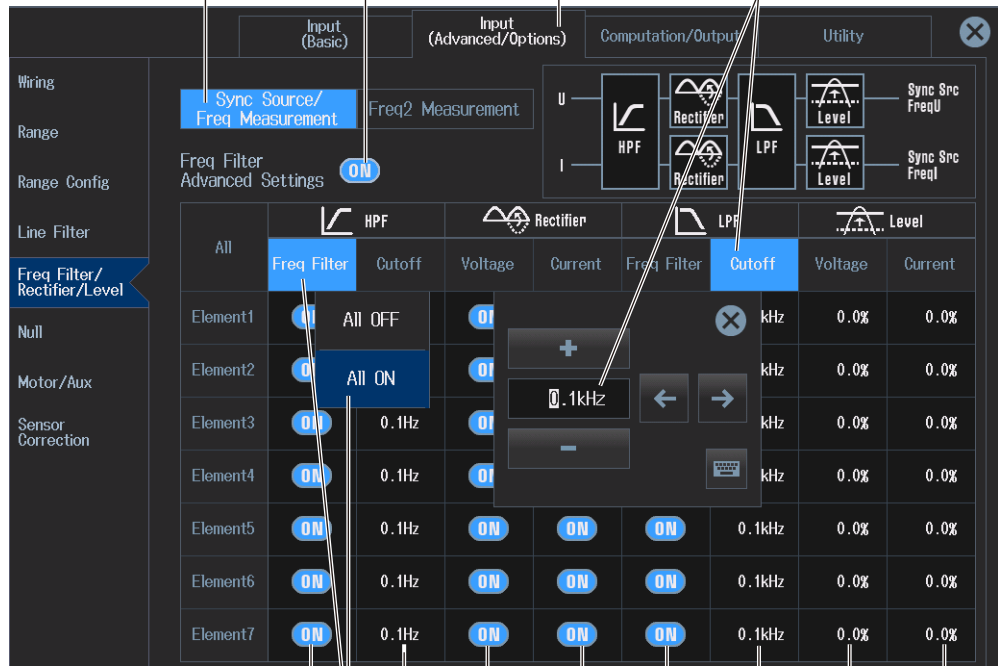 Input
(Basic)
Input
(Advanced/Options)
Computation/Output
Utility
Wiring
Range
Range Config
Line Filter
Freq Filter/
Rectifier/Level
Null
Motor/Aux
Sensor
Correction
Sync Source/
Freq Measurement
Freq2 Measurement
Freq Filter
Advanced Settings ON
U
I
HPF
Rectifier
Rectifier
LPF
Level
Level
Sync Src
FreqU
Sync Src
FreqI
All
HPF Rectifier LPF Level
Freq Filter Cutoff Voltage Current Freq Filter Cutoff Voltage Current
Element1 kHz 0.0% 0.0%
Element2 kHz 0.0% 0.0%
Element3 ON 0.1Hz kHz 0.0% 0.0%
Element4 ON 0.1Hz kHz 0.0% 0.0%
Element5 ON 0.1Hz ON ON ON 0.1kHz 0.0% 0.0%
Element6 ON 0.1Hz ON ON ON 0.1kHz 0.0% 0.0%
Element7 ON 0.1Hz ON ON ON 0.1kHz 0.0% 0.0%
All OFF
All ON
+
0.1kHz
−